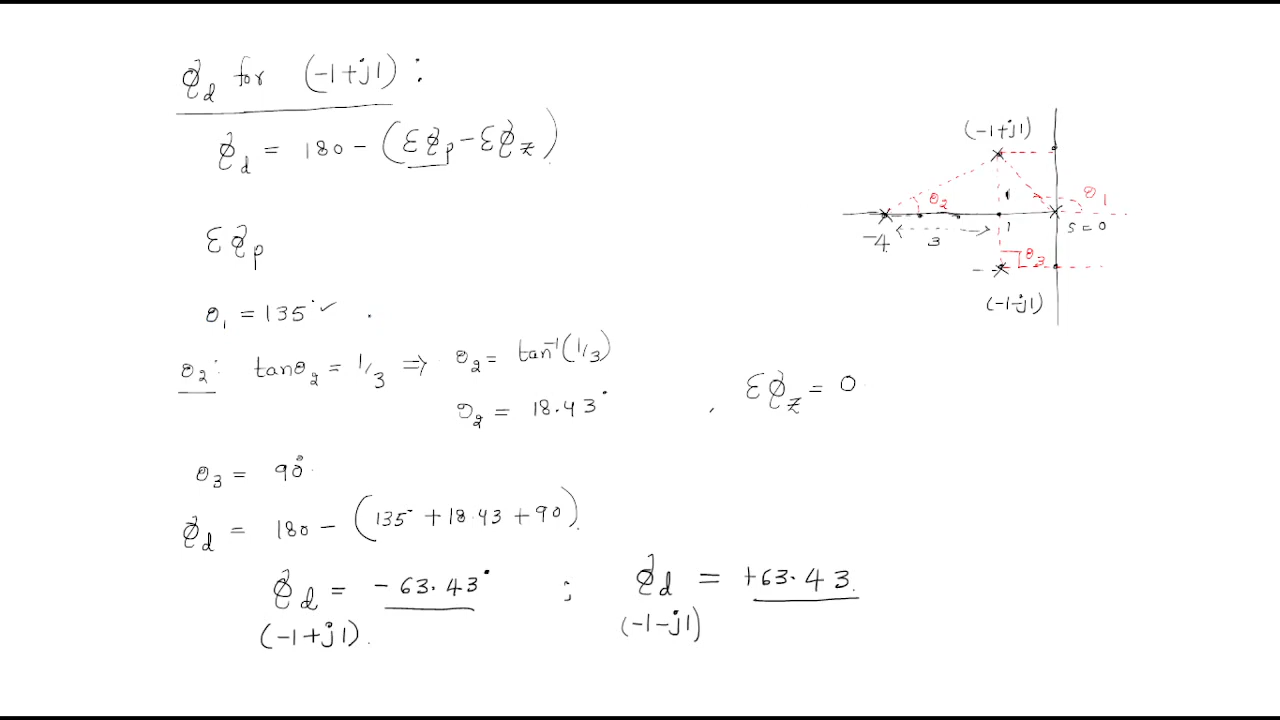 Φd for (-1+j1) :
Φd = 180 - (ΣΦp - ΣΦz)
ΣΦp
θ1 = 135° ✓
θ2 : tanθ2 = 1/3 ⇒ θ2 = tan⁻¹(1/3)
θ2 = 18.43°
, ΣΦz = 0
θ3 = 90°
Φd = 180 - (135° + 18.43 + 90)
Φd = -63.43° ; Φd = +63.43
(-1+j1) (-1-j1)
(-1+j1)
θ2
1
θ1
-4
3
1
s=0
θ3
(-1-j1)